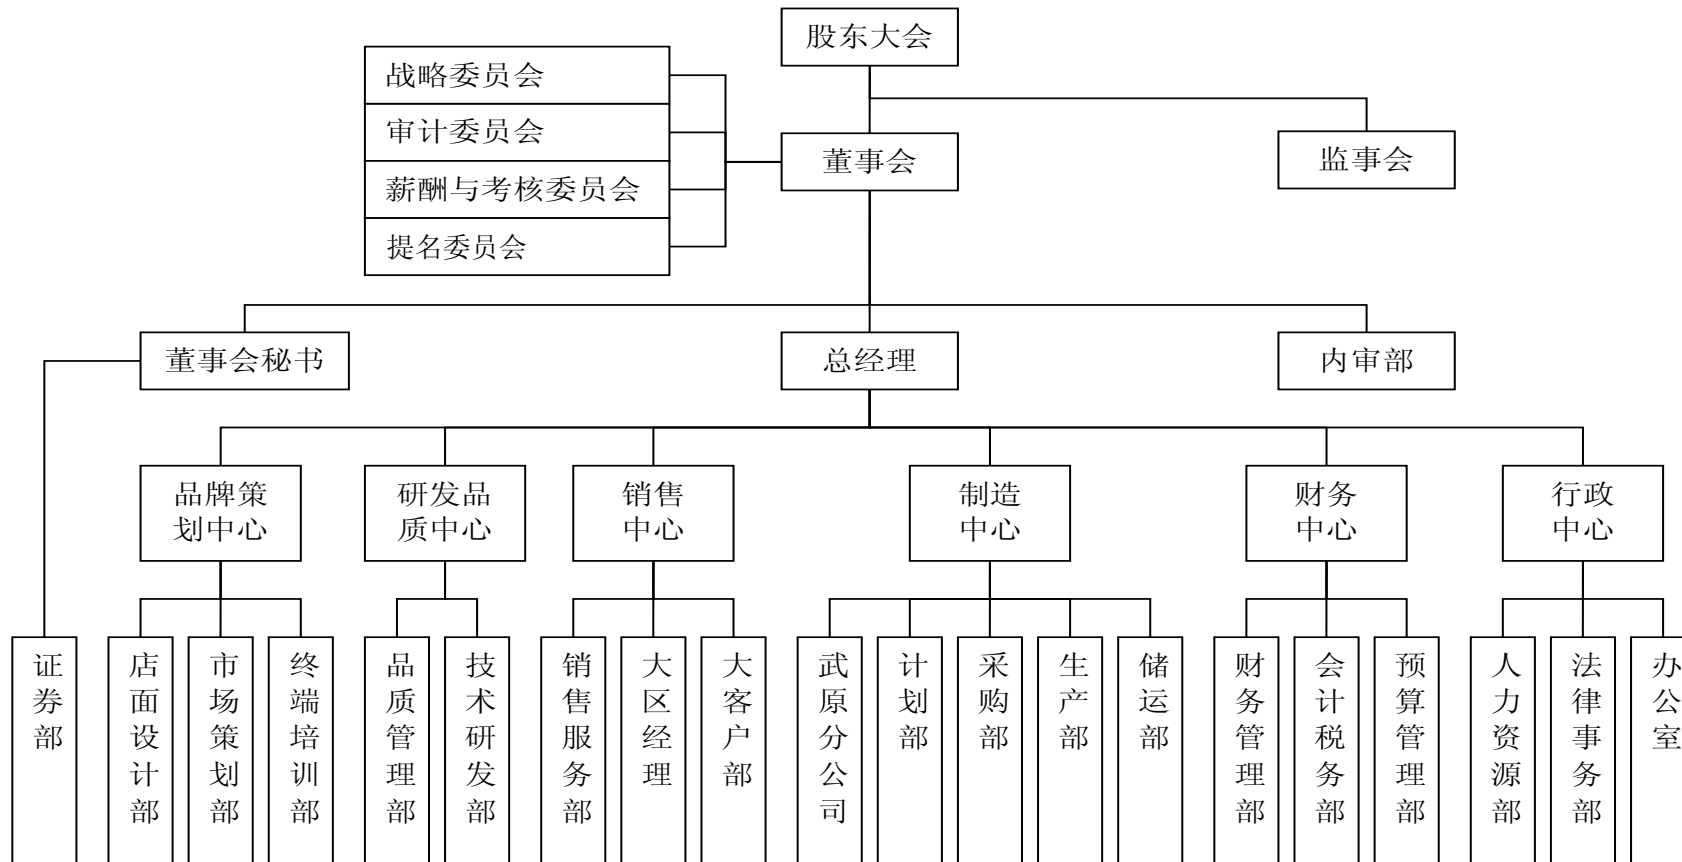 股东大会
战略委员会
审计委员会
薪酬与考核委员会
提名委员会
董事会
监事会
董事会秘书
总经理
内审部
品牌策
划中心
研发品
质中心
销售
中心
制造
中心
财务
中心
行政
中心
证券部
店面设计部
市场策划部
终端培训部
品质管理部
技术研发部
销售服务部
大区经理
大客户部
武原分公司
计划部
采购部
生产部
储运部
财务管理部
会计税务部
预算管理部
人力资源部
法律事务部
办公室